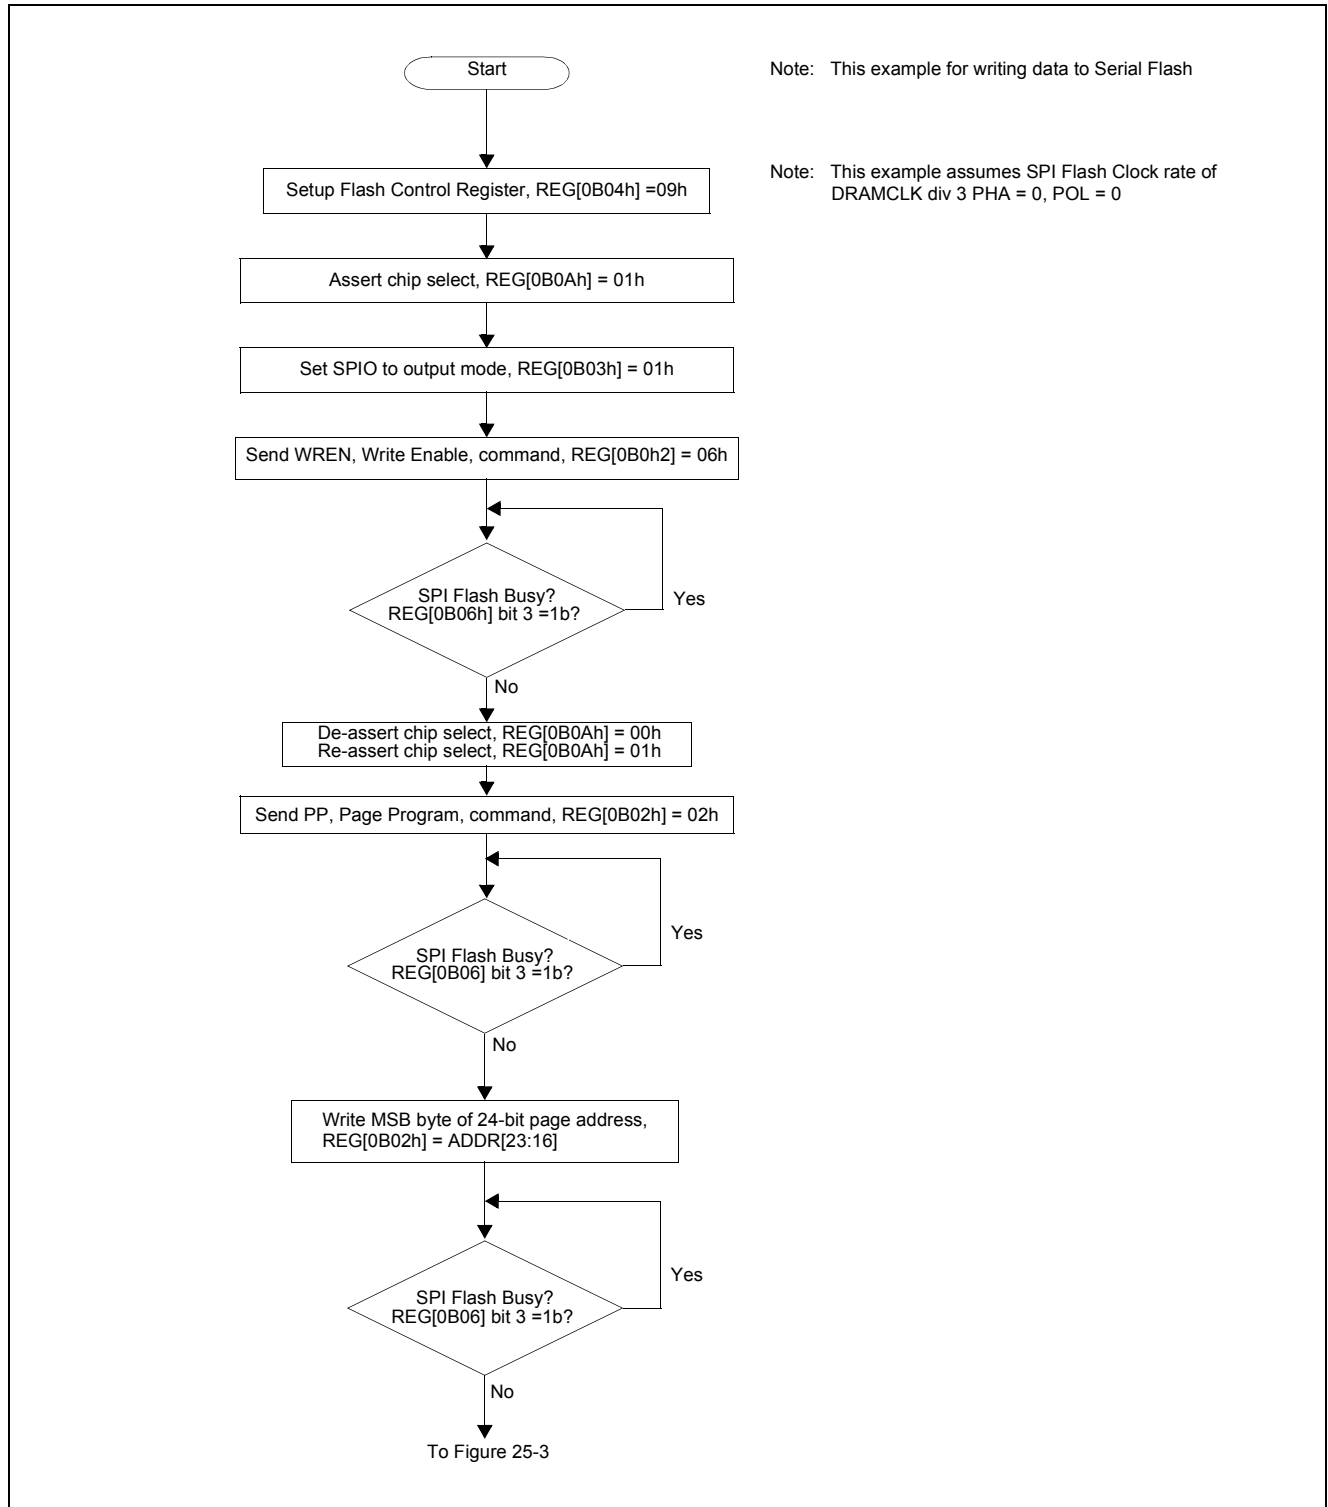 Start
Note: This example for writing data to Serial Flash
Note: This example assumes SPI Flash Clock rate of
DRAMCLK div 3 PHA = 0, POL = 0
Setup Flash Control Register, REG[0B04h] =09h
Assert chip select, REG[0B0Ah] = 01h
Set SPIO to output mode, REG[0B03h] = 01h
Send WREN, Write Enable, command, REG[0B0h2] = 06h
SPI Flash Busy?
REG[0B06h] bit 3 =1b?
Yes
No
De-assert chip select, REG[0B0Ah] = 00h
Re-assert chip select, REG[0B0Ah] = 01h
Send PP, Page Program, command, REG[0B02h] = 02h
SPI Flash Busy?
REG[0B06] bit 3 =1b?
Yes
No
Write MSB byte of 24-bit page address,
REG[0B02h] = ADDR[23:16]
SPI Flash Busy?
REG[0B06] bit 3 =1b?
Yes
No
To Figure 25-3